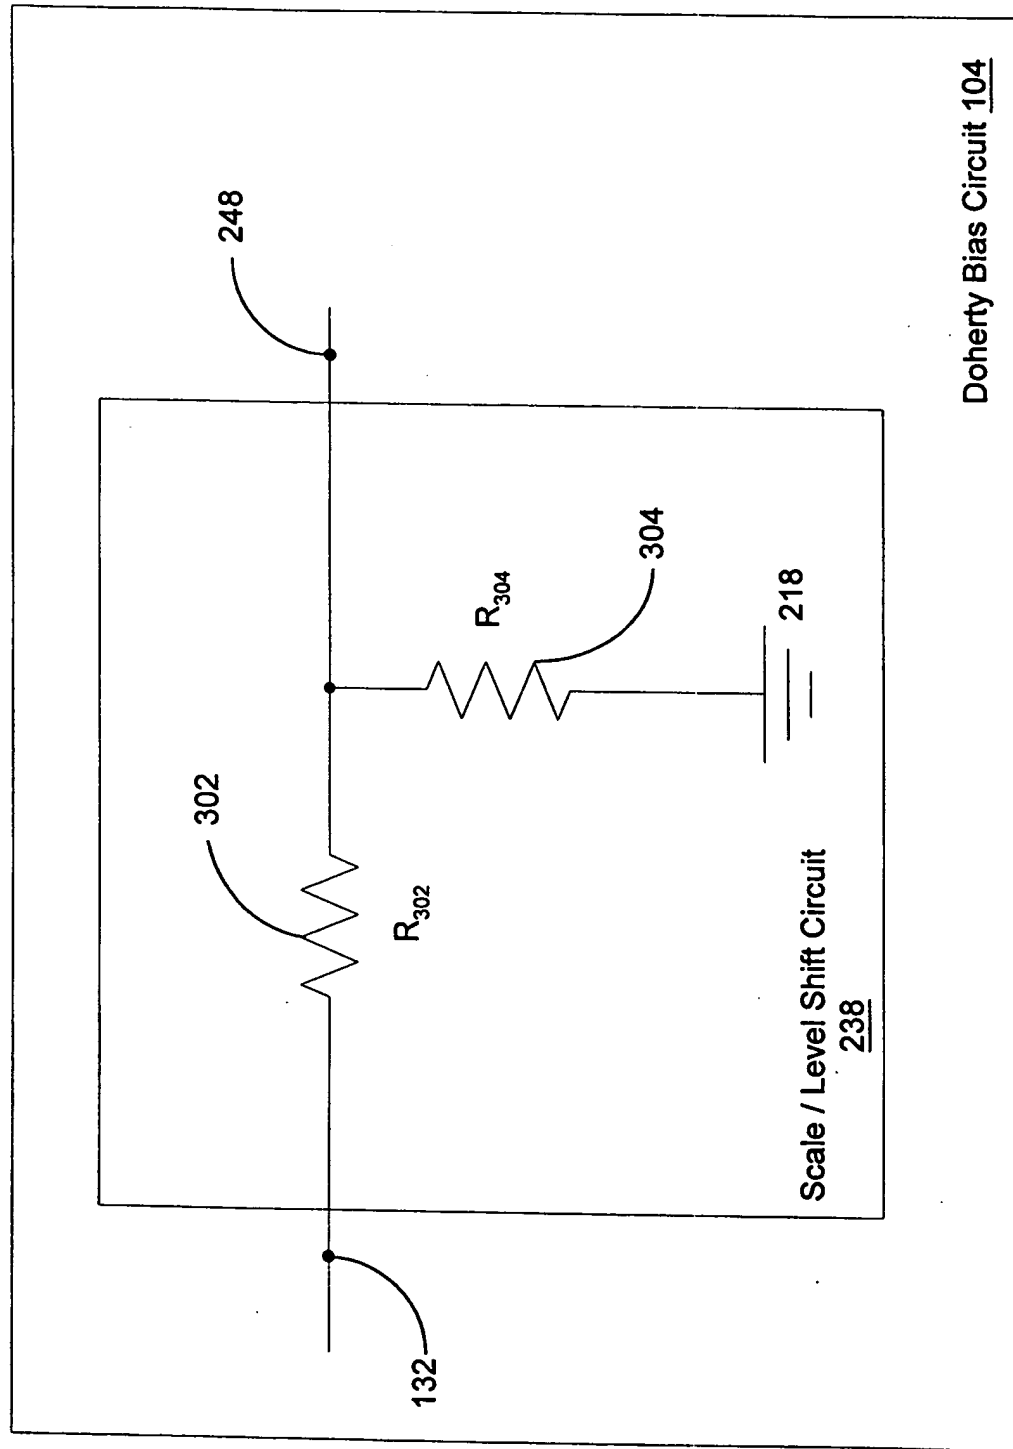 248
302
R304
304
R302
218
132
Scale / Level Shift Circuit
238
Doherty Bias Circuit 104